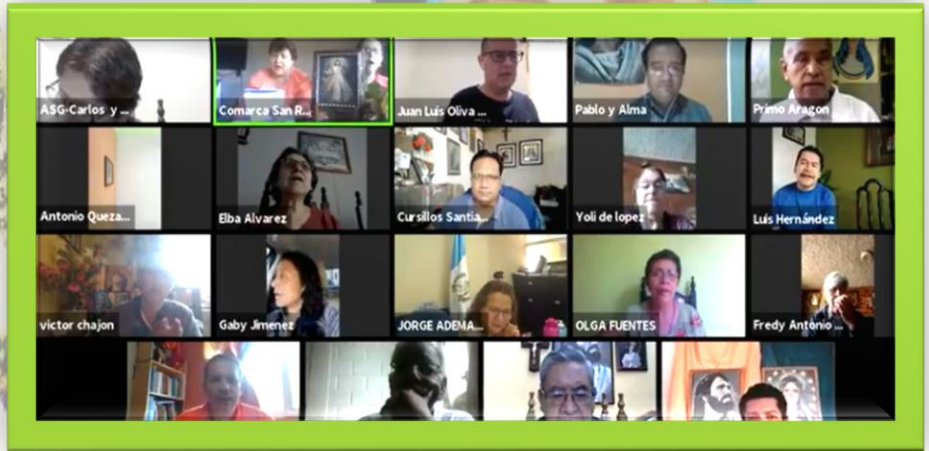 ASG-Carlos y ...
Comarca San R...
Juan Luis Oliva ...
Pablo y Alma
Primo Aragon
Antonio Queza...
Elba Alvarez
Cursillos Santia...
Yoli de lopez
Luis Hernández
victor chajon
Gaby Jimenez
JORGE ADEMA...
OLGA FUENTES
Fredy Antonio ...